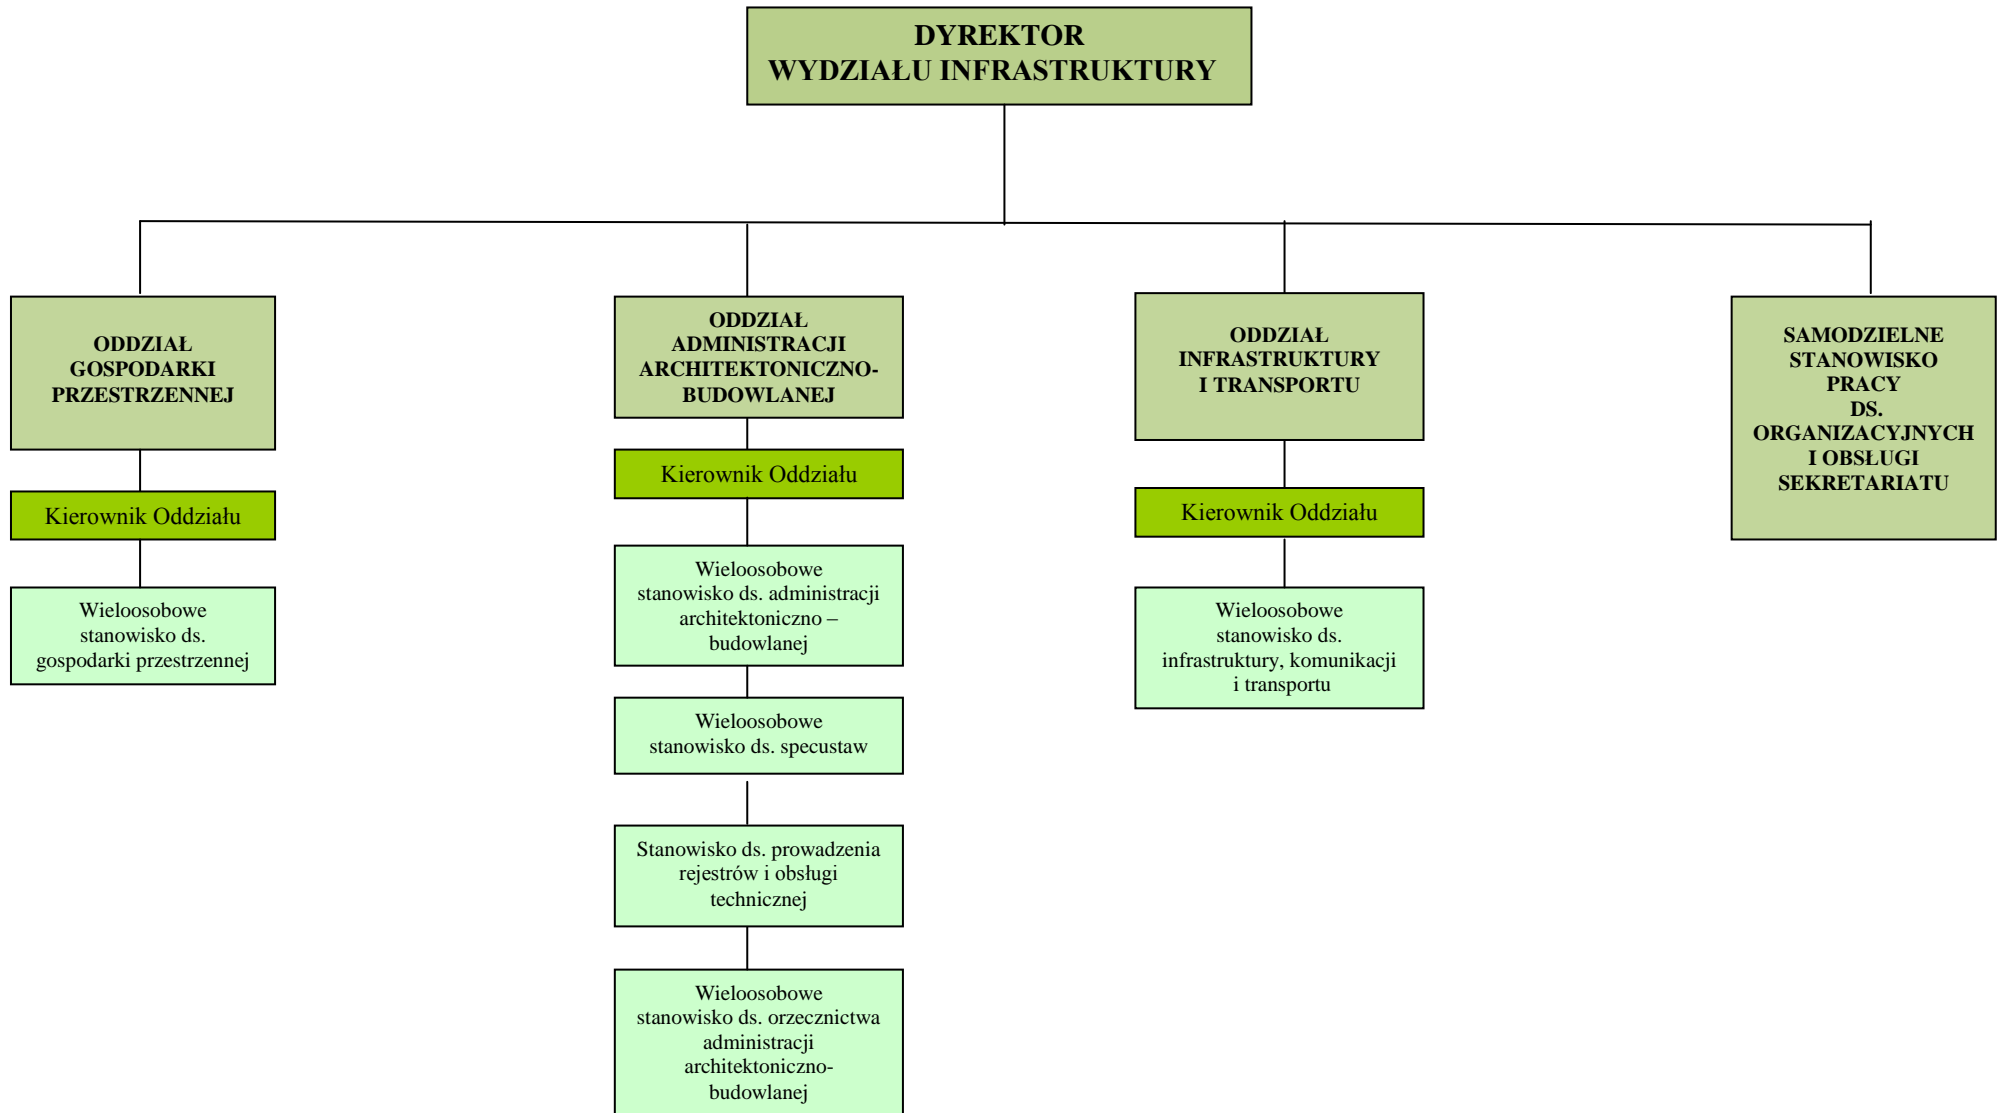 DYREKTOR
WYDZIAŁU INFRASTRUKTURY
ODDZIAŁ
GOSPODARKI
PRZESTRZENNEJ
Kierownik Oddziału
Wieloosobowe
stanowisko ds.
gospodarki przestrzennej
ODDZIAŁ
ADMINISTRACJI
ARCHITEKTONICZNO-
BUDOWLANEJ
Kierownik Oddziału
Wieloosobowe
stanowisko ds. administracji
architektoniczno –
budowlanej
Wieloosobowe
stanowisko ds. specustaw
Stanowisko ds. prowadzenia
rejestrów i obsługi
technicznej
Wieloosobowe
stanowisko ds. orzecznictwa
administracji
architektoniczno-
budowlanej
ODDZIAŁ
INFRASTRUKTURY
I TRANSPORTU
Kierownik Oddziału
Wieloosobowe
stanowisko ds.
infrastruktury, komunikacji
i transportu
SAMODZIELNE
STANOWISKO
PRACY
DS.
ORGANIZACYJNYCH
I OBSŁUGI
SEKRETARIATU